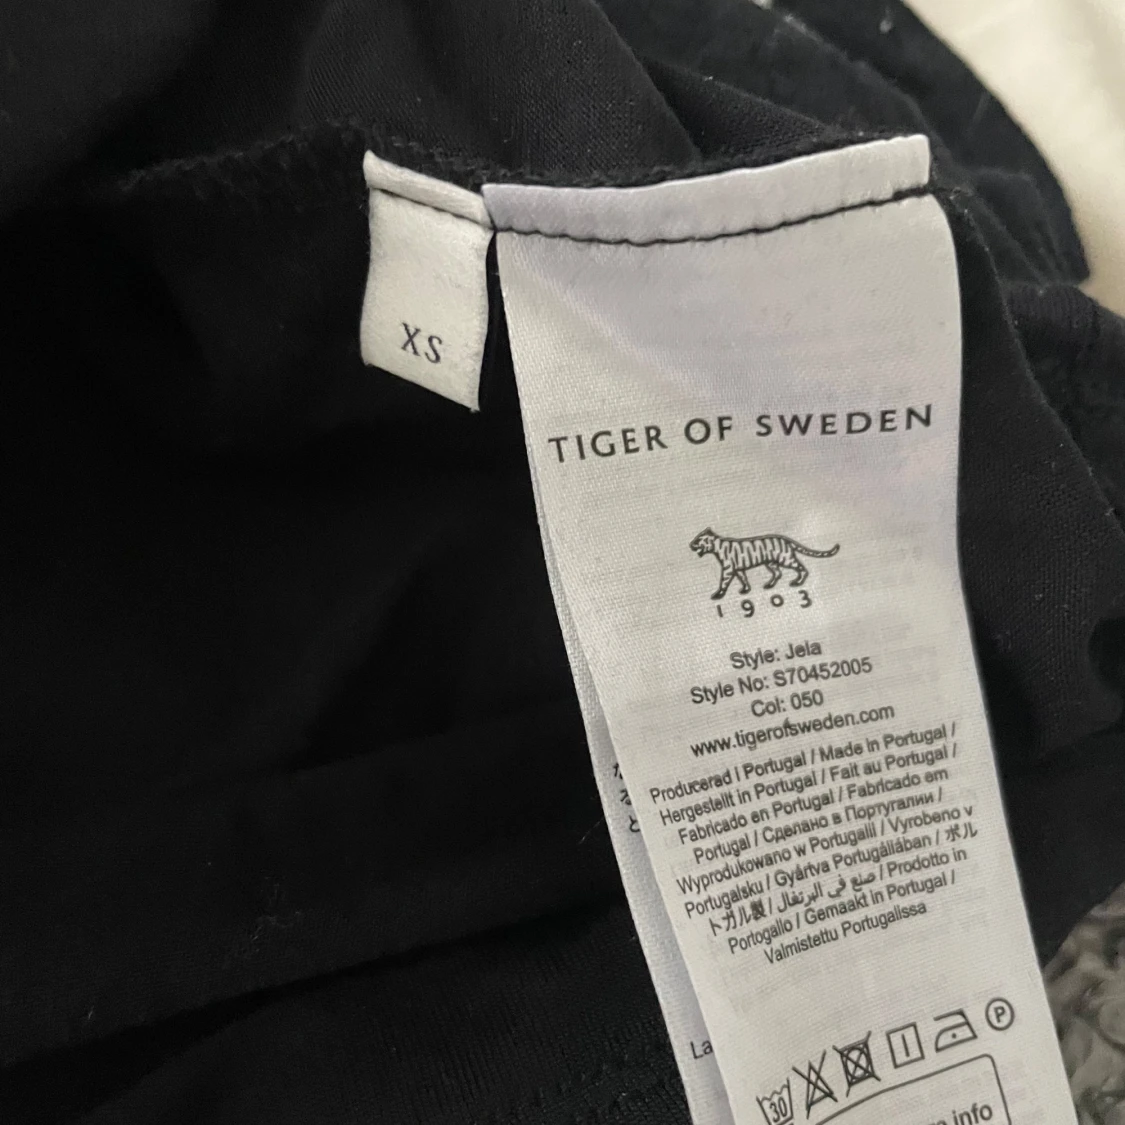 XS
TIGER OF SWEDEN
1903
Style: Jela
Style No: S70452005
Col: 050
www.tigerofsweden.com
Producerad i Portugal / Made in Portugal /
Hergestellt in Portugal / Fait au Portugal /
Fabricado en Portugal / Fabricado em
Portugal / Сделано в Португалии /
Wyprodukowano w Portugalii / Vyrobeno v
Portugalsku / Gyártva Portugáliában / ポル
トガル製 / صنع في البرتغال / Prodotto in
Portogallo / Gemaakt in Portugal /
Valmistettu Portugalissa
La
30 P
info